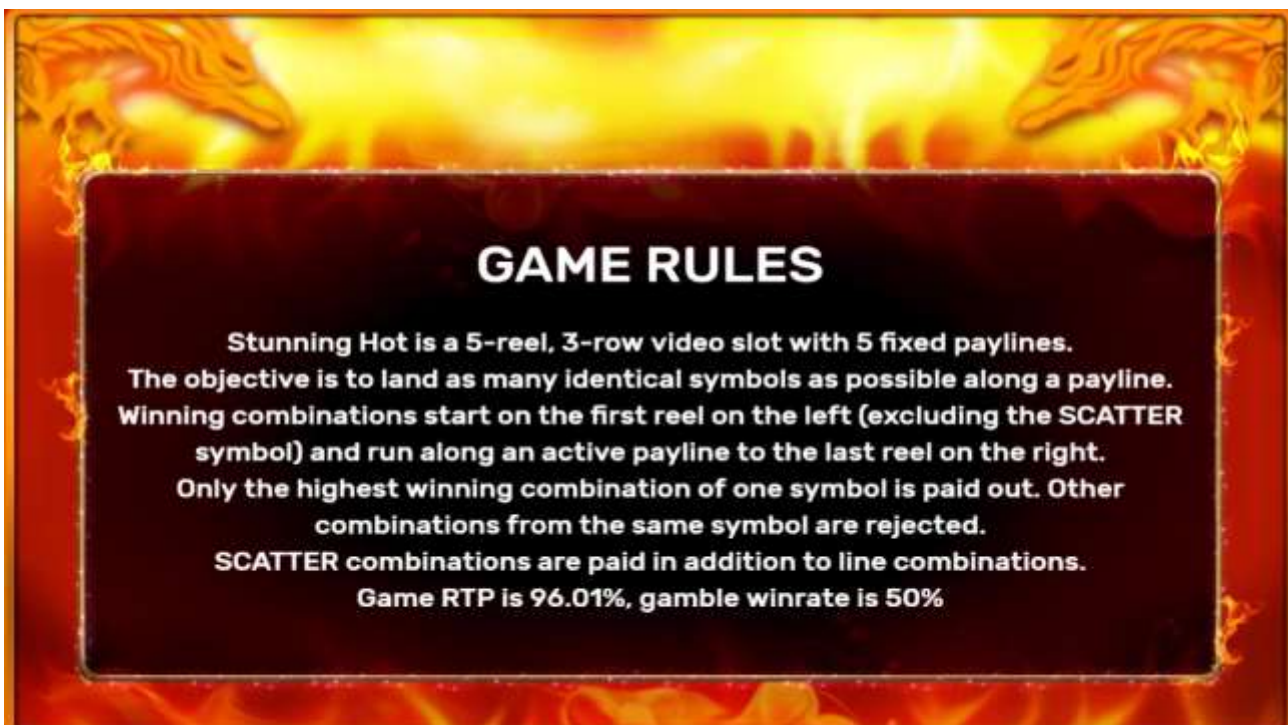 GAME RULES
Stunning Hot is a 5-reel, 3-row video slot with 5 fixed paylines.
The objective is to land as many identical symbols as possible along a payline.
Winning combinations start on the first reel on the left (excluding the SCATTER
symbol) and run along an active payline to the last reel on the right.
Only the highest winning combination of one symbol is paid out. Other
combinations from the same symbol are rejected.
SCATTER combinations are paid in addition to line combinations.
Game RTP is 96.01%, gamble winrate is 50%